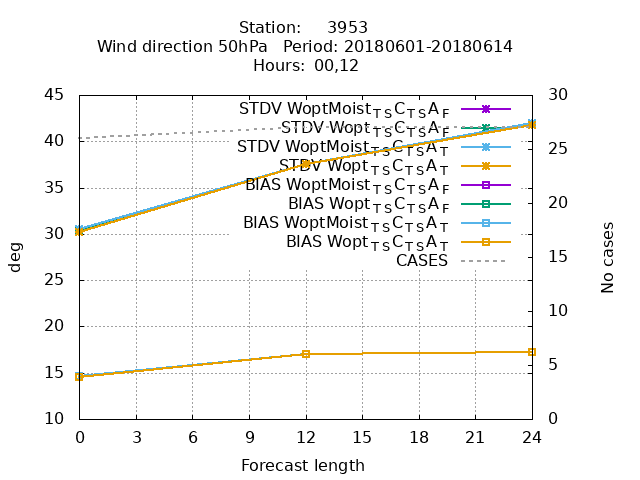 Station: 3953
Wind direction 50hPa Period: 20180601-20180614
Hours: 00,12
45
40
35
30
25
20
15
10
30
25
20
15
10
5
0
deg
No cases
STDV WoptMoist_TS C_TS A_F
STDV Wopt_TS C_TS A_F
STDV WoptMoist_TS C_TS A_T
STDV Wopt_TS C_TS A_T
BIAS WoptMoist_TS C_TS A_F
BIAS Wopt_TS C_TS A_F
BIAS WoptMoist_TS C_TS A_T
BIAS Wopt_TS C_TS A_T
CASES
0 3 6 9 12 15 18 21 24
Forecast length